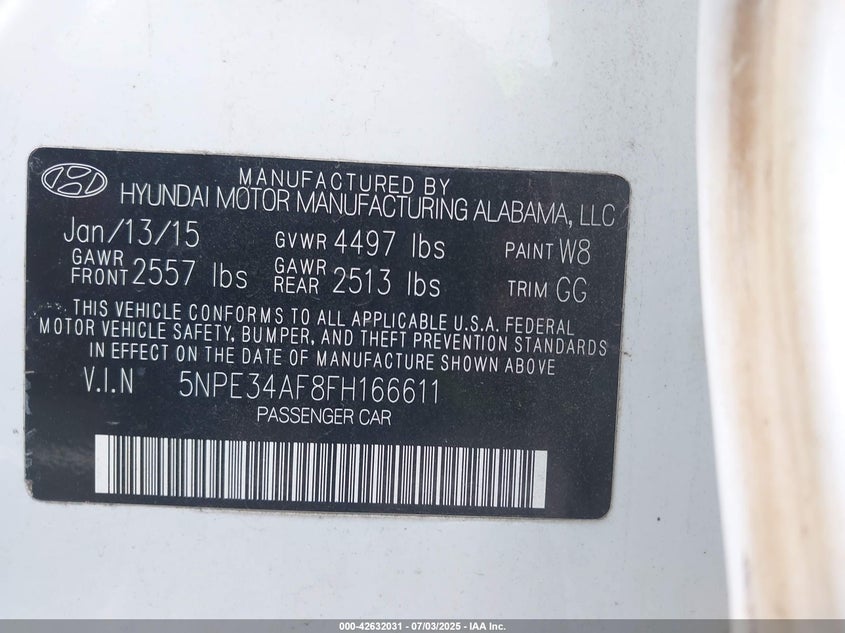 MANUFACTURED BY
HYUNDAI MOTOR MANUFACTURING ALABAMA, LLC
Jan/13/15 GVWR 4497 lbs PAINT W8
GAWR FRONT 2557 lbs GAWR REAR 2513 lbs TRIM GG
THIS VEHICLE CONFORMS TO ALL APPLICABLE U.S.A. FEDERAL
MOTOR VEHICLE SAFETY, BUMPER, AND THEFT PREVENTION STANDARDS
IN EFFECT ON THE DATE OF MANUFACTURE SHOWN ABOVE
V.I.N 5NPE34AF8FH166611
PASSENGER CAR
000-42632031 - 07/03/2025 - IAA Inc.